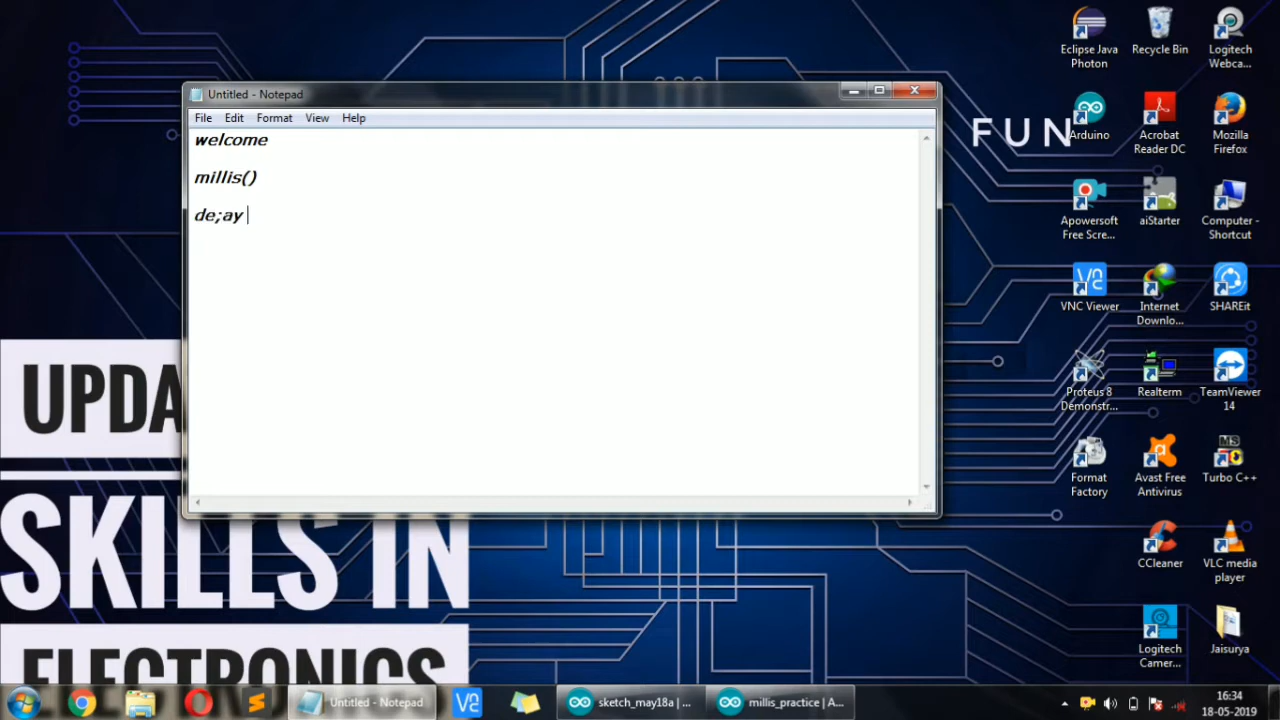 Untitled - Notepad
File Edit Format View Help
welcome
millis()
de;ay
FUN
UPDA
SKILLS IN
ELECTRONICS
Eclipse Java Photon
Recycle Bin
Logitech Webca...
Arduino
Acrobat Reader DC
Mozilla Firefox
Apowersoft Free Scre...
aiStarter
Computer - Shortcut
VNC Viewer
Internet Downlo...
SHAREit
Proteus 8 Demonstr...
Realterm
TeamViewer 14
Format Factory
Avast Free Antivirus
Turbo C++
CCleaner
VLC media player
Logitech Camer...
Jaisurya
Untitled - Notepad
sketch_may18a | ...
millis_practice | A...
16:34
18-05-2019